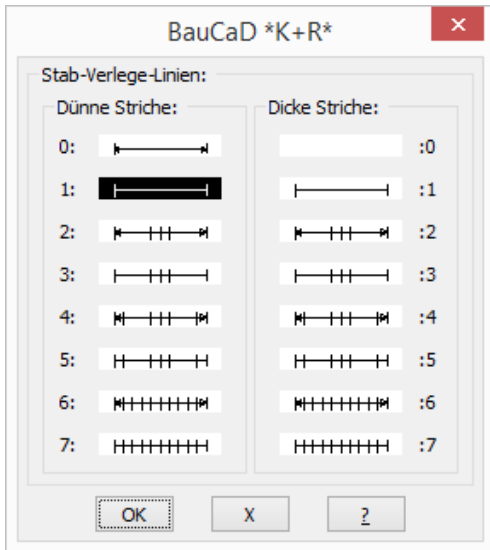 BauCaD *K+R*
×
Stab-Verlege-Linien:
Dünne Striche: Dicke Striche:
0: :0
1: :1
2: :2
3: :3
4: :4
5: :5
6: :6
7: :7
OK X ?